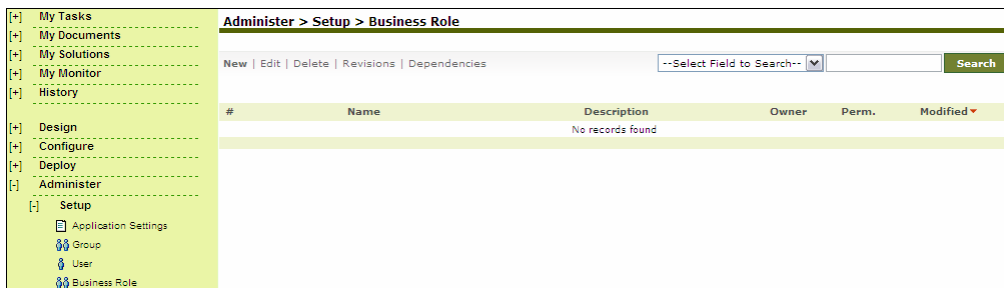 [+] My Tasks
[+] My Documents
[+] My Solutions
[+] My Monitor
[+] History
[+] Design
[+] Configure
[+] Deploy
[-] Administer
[-] Setup
Application Settings
Group
User
Business Role
Administer > Setup > Business Role
New | Edit | Delete | Revisions | Dependencies --Select Field to Search-- Search
# Name Description Owner Perm. Modified
No records found